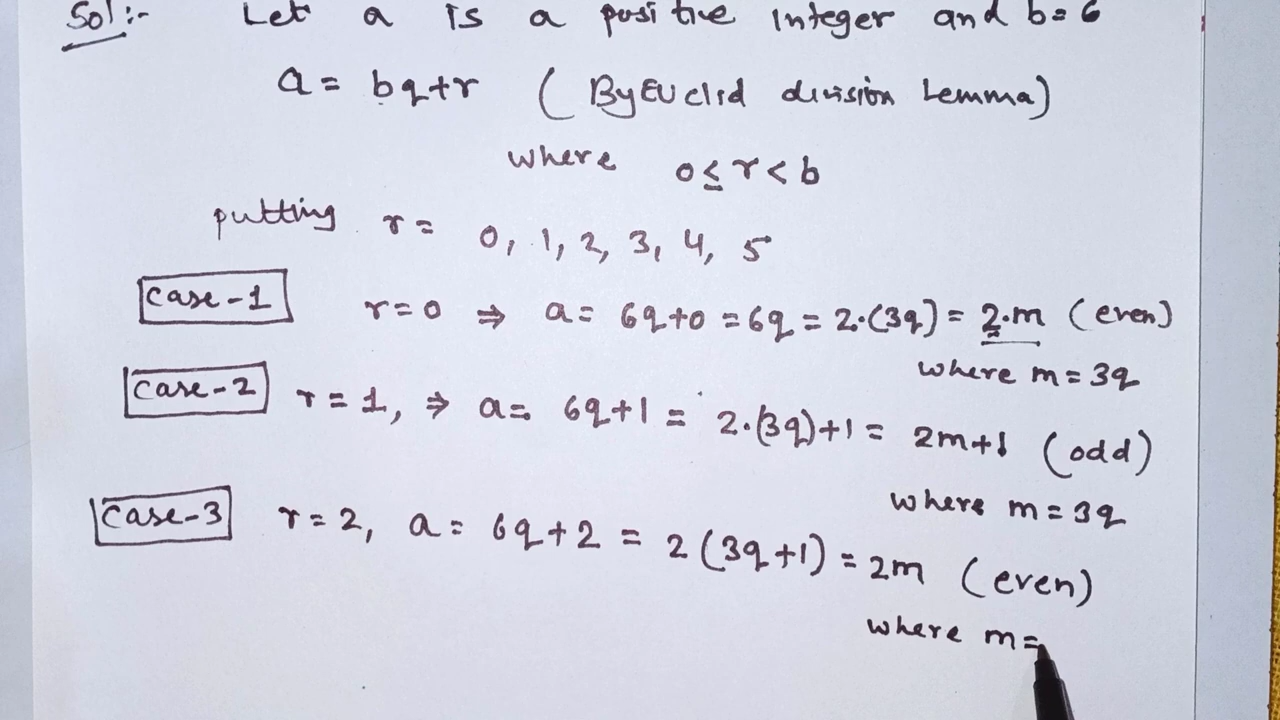 Sol:- Let a is a positive integer and b=6
a= bq+r (By Euclid division Lemma)
where 0≤r<b
putting r= 0, 1, 2, 3, 4, 5
case-1 r=0 ⇒ a= 6q+0 =6q = 2·(3q) = 2·m (even)
where m=3q
case-2 r=1, ⇒ a= 6q+1 = 2·(3q)+1 = 2m+1 (odd)
where m=3q
case-3 r=2, a= 6q+2 = 2(3q+1) = 2m (even)
where m=